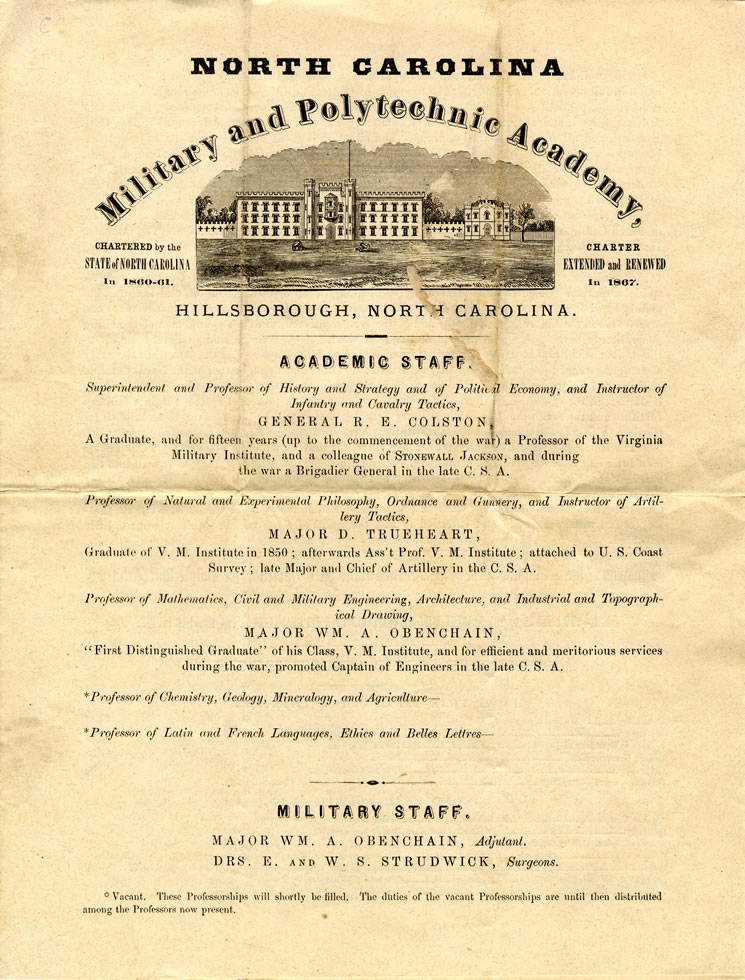 NORTH CAROLINA
Military and Polytechnic Academy,
CHARTERED by the
STATE of NORTH CAROLINA
In 1860-61.
CHARTER
EXTENDED and RENEWED
In 1867.
HILLSBOROUGH, NORTH CAROLINA.
ACADEMIC STAFF.
Superintendent and Professor of History and Strategy and of Political Economy, and Instructor of
Infantry and Cavalry Tactics,
GENERAL R. E. COLSTON,
A Graduate, and for fifteen years (up to the commencement of the war) a Professor of the Virginia
Military Institute, and a colleague of STONEWALL JACKSON, and during
the war a Brigadier General in the late C. S. A.
Professor of Natural and Experimental Philosophy, Ordnance and Gunnery, and Instructor of Artil-
lery Tactics,
MAJOR D. TRUEHEART,
Graduate of V. M. Institute in 1850 ; afterwards Ass't Prof. V. M. Institute ; attached to U. S. Coast
Survey ; late Major and Chief of Artillery in the C. S. A.
Professor of Mathematics, Civil and Military Engineering, Architecture, and Industrial and Topograph-
ical Drawing,
MAJOR WM. A. OBENCHAIN,
"First Distinguished Graduate" of his Class, V. M. Institute, and for efficient and meritorious services
during the war, promoted Captain of Engineers in the late C. S. A.
*Professor of Chemistry, Geology, Mineralogy, and Agriculture—
*Professor of Latin and French Languages, Ethics and Belles Lettres—
MILITARY STAFF.
MAJOR WM. A. OBENCHAIN, Adjutant.
DRS. E. AND W. S. STRUDWICK, Surgeons.
* Vacant. These Professorships will shortly be filled. The duties of the vacant Professorships are until then distributed
among the Professors now present.